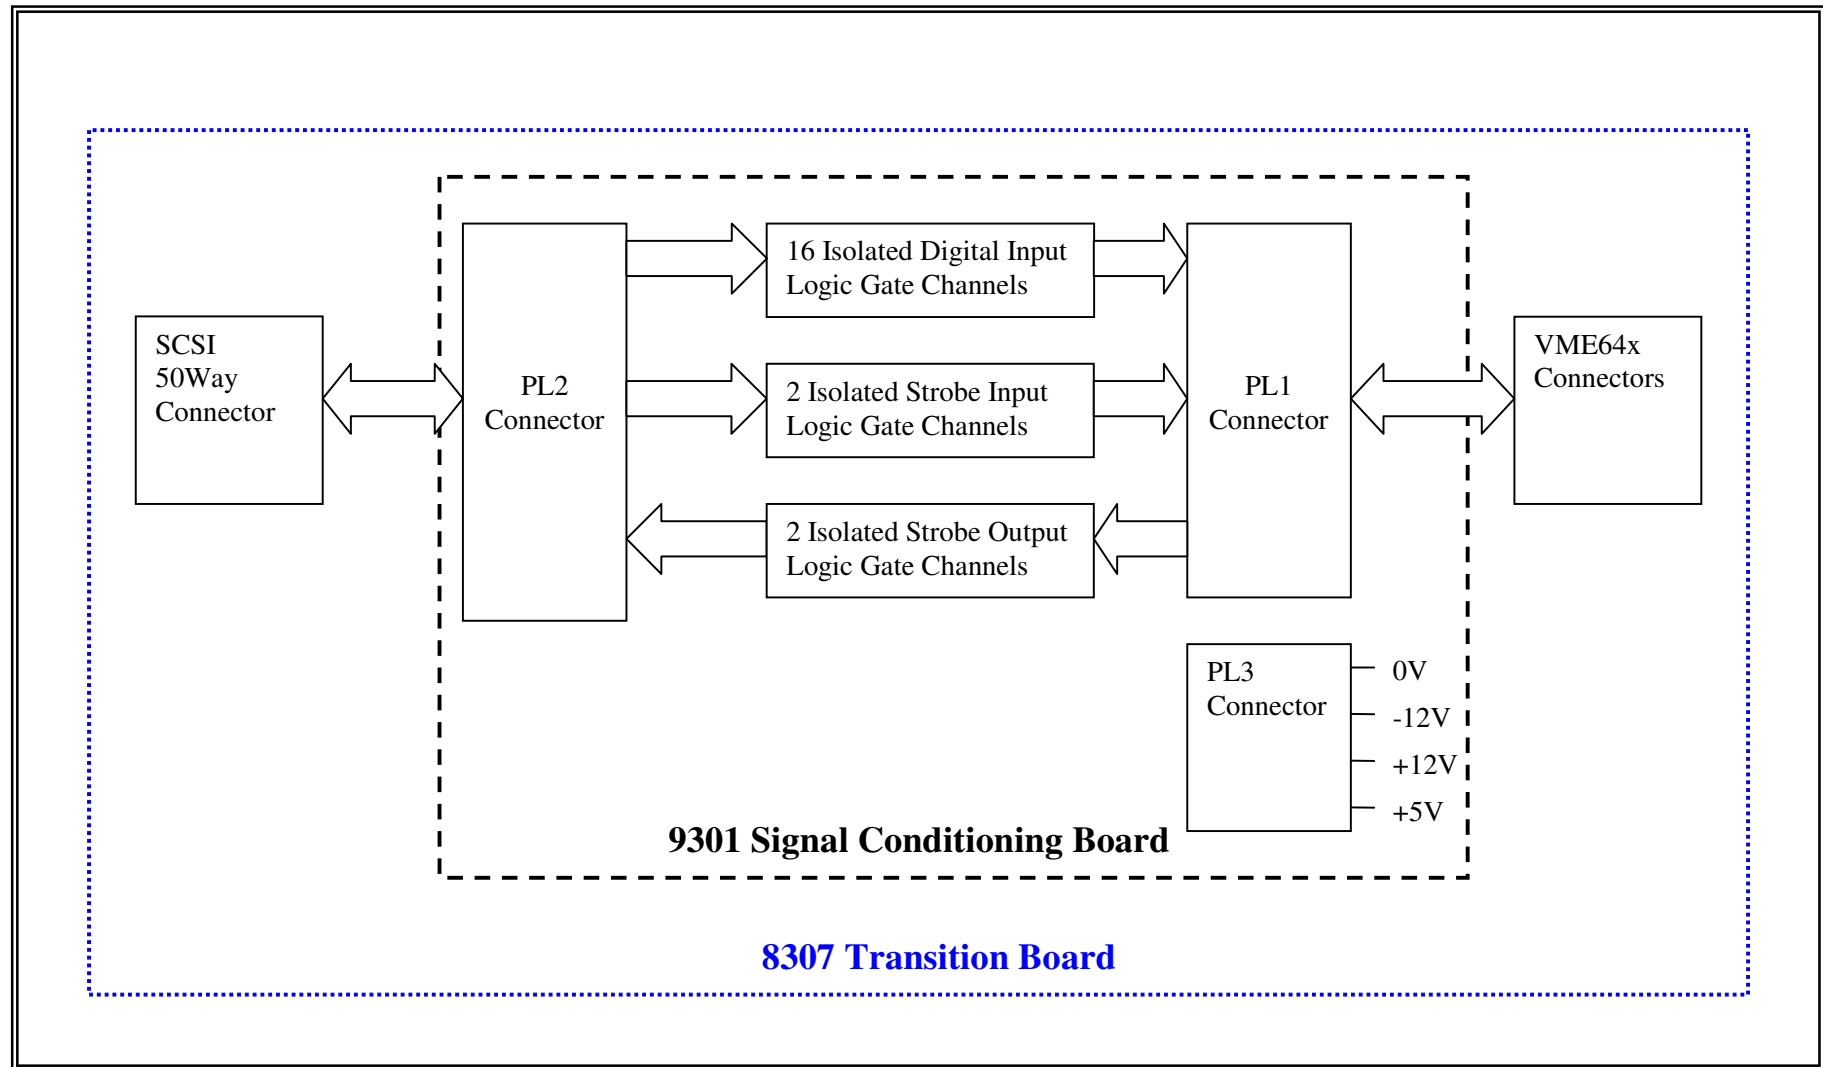 SCSI
50Way
Connector
PL2
Connector
16 Isolated Digital Input
Logic Gate Channels
2 Isolated Strobe Input
Logic Gate Channels
2 Isolated Strobe Output
Logic Gate Channels
PL1
Connector
VME64x
Connectors
PL3
Connector
0V
-12V
+12V
+5V
9301 Signal Conditioning Board
8307 Transition Board